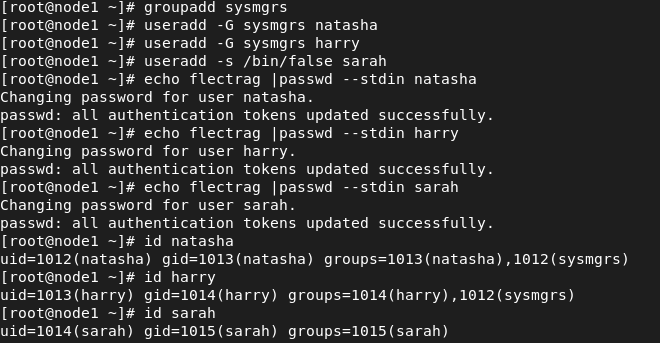 [root@node1 ~]# groupadd sysmgrs
[root@node1 ~]# useradd -G sysmgrs natasha
[root@node1 ~]# useradd -G sysmgrs harry
[root@node1 ~]# useradd -s /bin/false sarah
[root@node1 ~]# echo flectrag |passwd --stdin natasha
Changing password for user natasha.
passwd: all authentication tokens updated successfully.
[root@node1 ~]# echo flectrag |passwd --stdin harry
Changing password for user harry.
passwd: all authentication tokens updated successfully.
[root@node1 ~]# echo flectrag |passwd --stdin sarah
Changing password for user sarah.
passwd: all authentication tokens updated successfully.
[root@node1 ~]# id natasha
uid=1012(natasha) gid=1013(natasha) groups=1013(natasha),1012(sysmgrs)
[root@node1 ~]# id harry
uid=1013(harry) gid=1014(harry) groups=1014(harry),1012(sysmgrs)
[root@node1 ~]# id sarah
uid=1014(sarah) gid=1015(sarah) groups=1015(sarah)